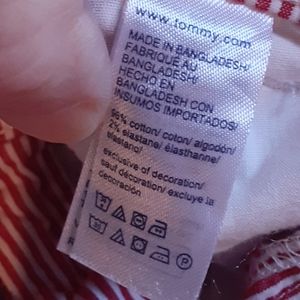 www.tommy.com
MADE IN BANGLADESH/
FABRIQUÉ AU
BANGLADESH/
HECHO EN
BANGLADESH CON
INSUMOS IMPORTADOS/
98% cotton/ coton/ algodón/
2% elastane/ élasthanne/
elastano/
exclusive of decoration/
sauf décoration/ excluye la
decoración